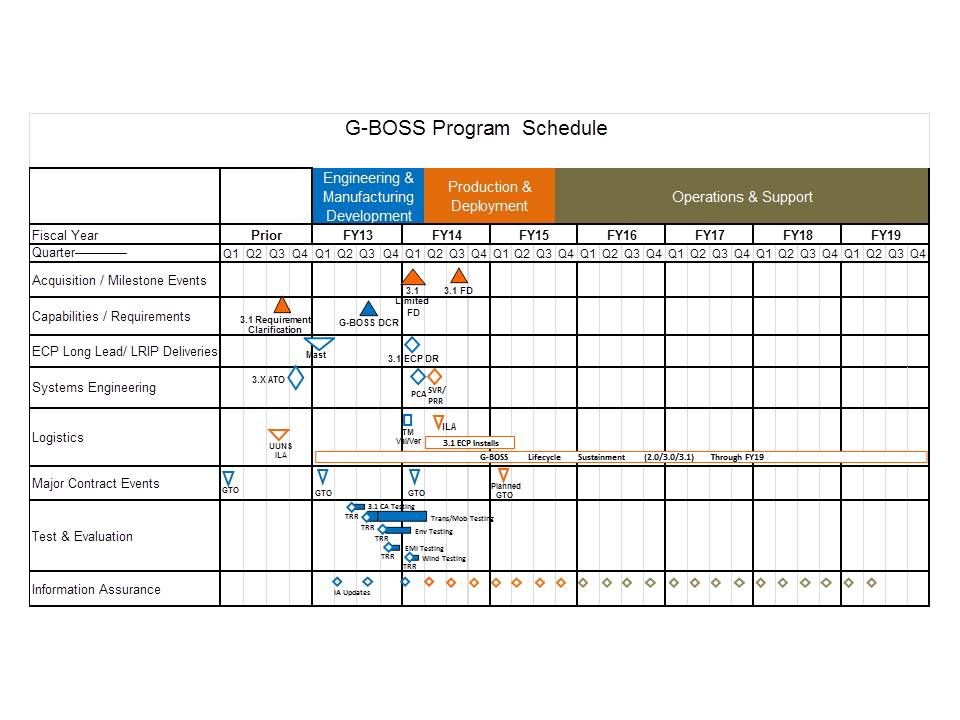 G-BOSS Program Schedule
Engineering &
Manufacturing
Development
Production &
Deployment
Operations & Support
Fiscal Year Prior FY13 FY14 FY15 FY16 FY17 FY18 FY19
Quarter Q1 Q2 Q3 Q4 Q1 Q2 Q3 Q4 Q1 Q2 Q3 Q4 Q1 Q2 Q3 Q4 Q1 Q2 Q3 Q4 Q1 Q2 Q3 Q4 Q1 Q2 Q3 Q4 Q1 Q2 Q3 Q4
Acquisition / Milestone Events
3.1
Limited
FD
3.1 FD
Capabilities / Requirements
3.1 Requirement
Clarification
G-BOSS DCR
ECP Long Lead/ LRIP Deliveries
Mast
3.1 ECP DR
Systems Engineering
3.X ATO
PCA
SVR/
PRR
Logistics
UUNS
ILA
TM
Val/Ver
ILA
3.1 ECP Installs
G-BOSS Lifecycle Sustainment (2.0/3.0/3.1) Through FY19
Major Contract Events
GTO
GTO
GTO
Planned
GTO
Test & Evaluation
3.1 CA Testing
TRR
Trans/Mob Testing
TRR
Env Testing
TRR
EMI Testing
TRR
Wind Testing
TRR
Information Assurance
IA Updates